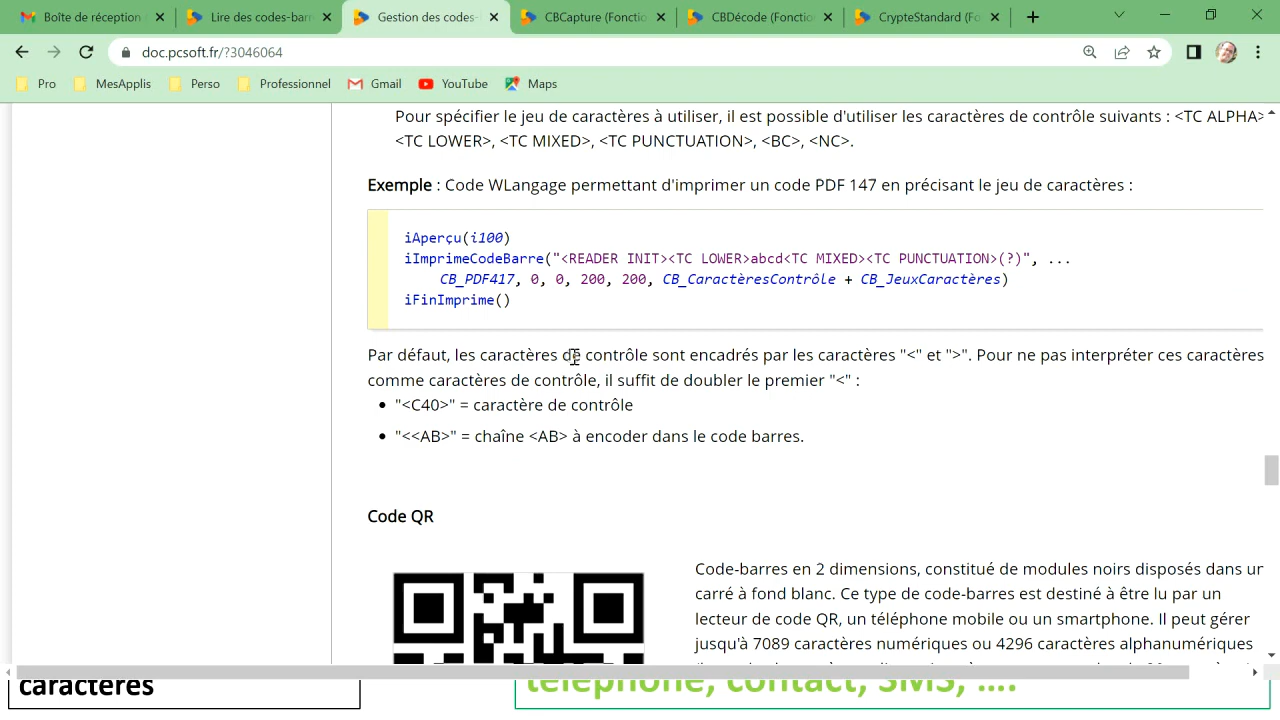 Boîte de réception
Lire des codes-barr
Gestion des codes-
CBCapture (Fonctio
CBDécode (Fonctio
CrypteStandard (Fo
doc.pcsoft.fr/?3046064
Pro
MesApplis
Perso
Professionnel
Gmail
YouTube
Maps
Pour spécifier le jeu de caractères à utiliser, il est possible d'utiliser les caractères de contrôle suivants : <TC ALPHA>
<TC LOWER>, <TC MIXED>, <TC PUNCTUATION>, <BC>, <NC>.
Exemple : Code WLangage permettant d'imprimer un code PDF 147 en précisant le jeu de caractères :
iAperçu(i100)
iImprimeCodeBarre("<READER INIT><TC LOWER>abcd<TC MIXED><TC PUNCTUATION>(?)", ...
CB_PDF417, 0, 0, 200, 200, CB_CaractèresContrôle + CB_JeuxCaractères)
iFinImprime()
Par défaut, les caractères de contrôle sont encadrés par les caractères "<" et ">". Pour ne pas interpréter ces caractères
comme caractères de contrôle, il suffit de doubler le premier "<" :
• "<C40>" = caractère de contrôle
• "<<AB>" = chaîne <AB> à encoder dans le code barres.
Code QR
Code-barres en 2 dimensions, constitué de modules noirs disposés dans un
carré à fond blanc. Ce type de code-barres est destiné à être lu par un
lecteur de code QR, un téléphone mobile ou un smartphone. Il peut gérer
jusqu'à 7089 caractères numériques ou 4296 caractères alphanumériques
caractères
téléphone, contact, SMS, ....